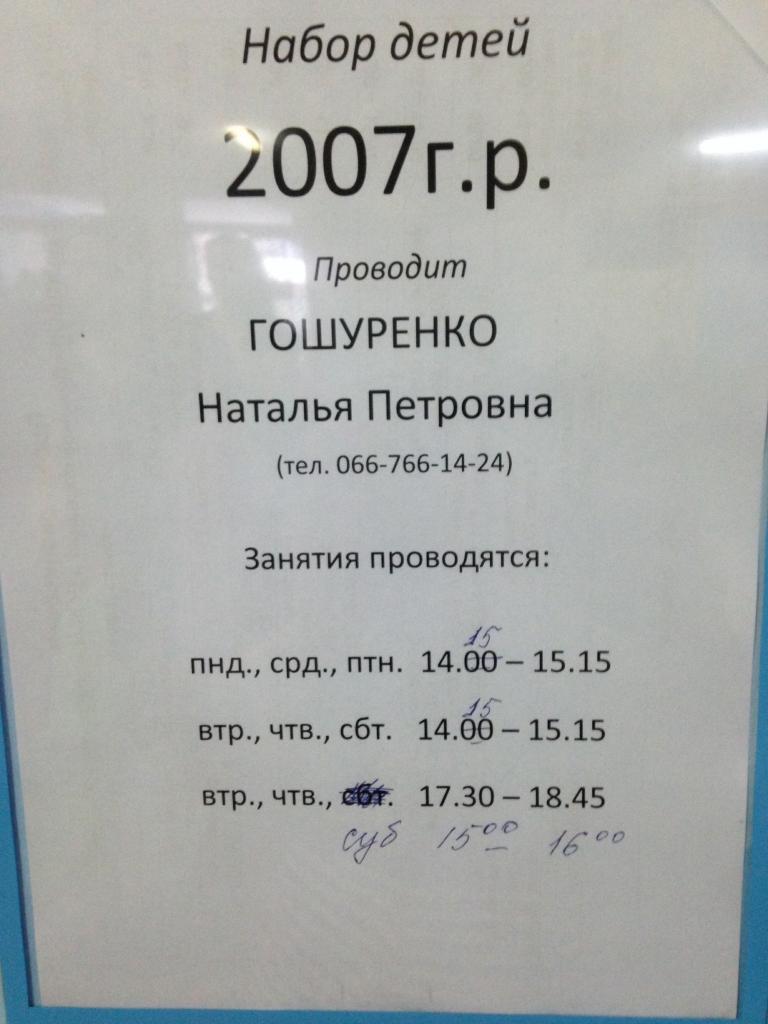 Набор детей
2007г.р.
Проводит
ГОШУРЕНКО
Наталья Петровна
(тел. 066-766-14-24)
Занятия проводятся:
15
пнд., срд., птн. 14.00 – 15.15
15
втр., чтв., сбт. 14.00 – 15.15
втр., чтв., сбт. 17.30 – 18.45
суб 15⁰⁰ 16⁰⁰